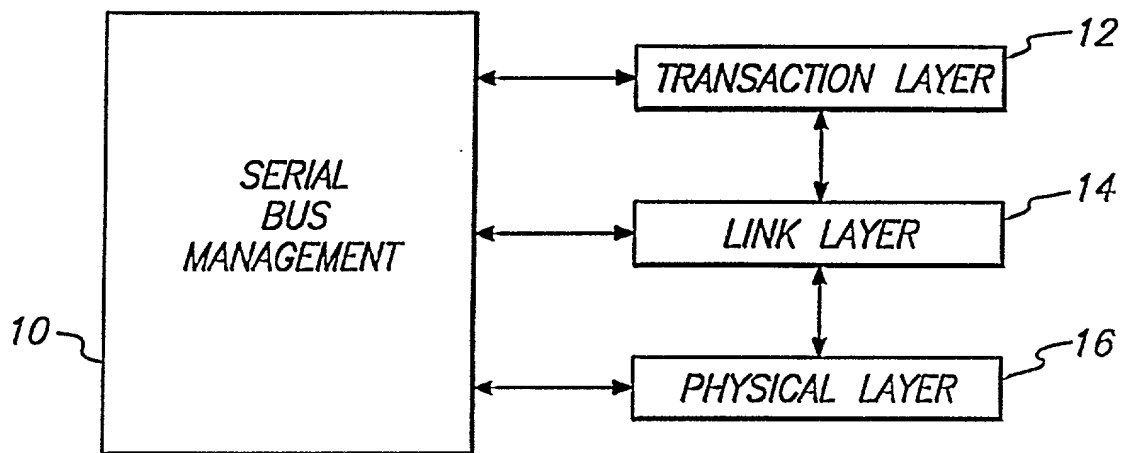 12
TRANSACTION LAYER
SERIAL
BUS
MANAGEMENT
14
LINK LAYER
10
16
PHYSICAL LAYER